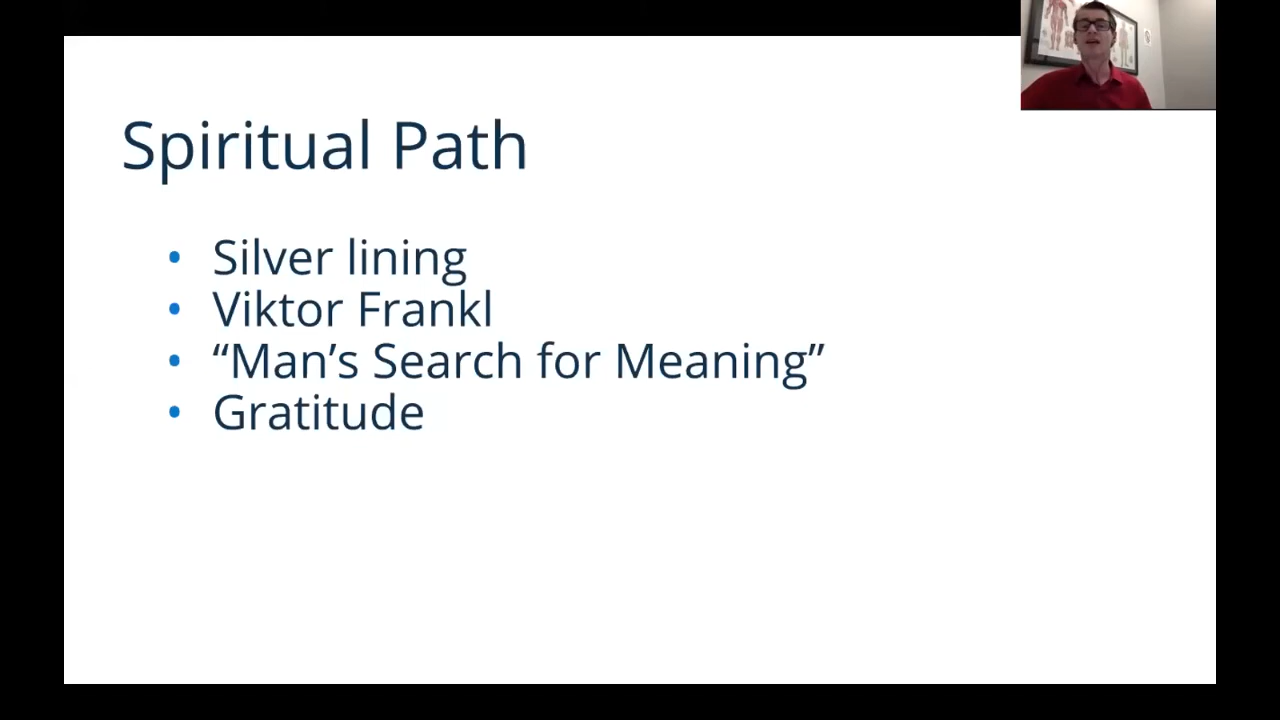 Spiritual Path
• Silver lining
• Viktor Frankl
• “Man’s Search for Meaning”
• Gratitude